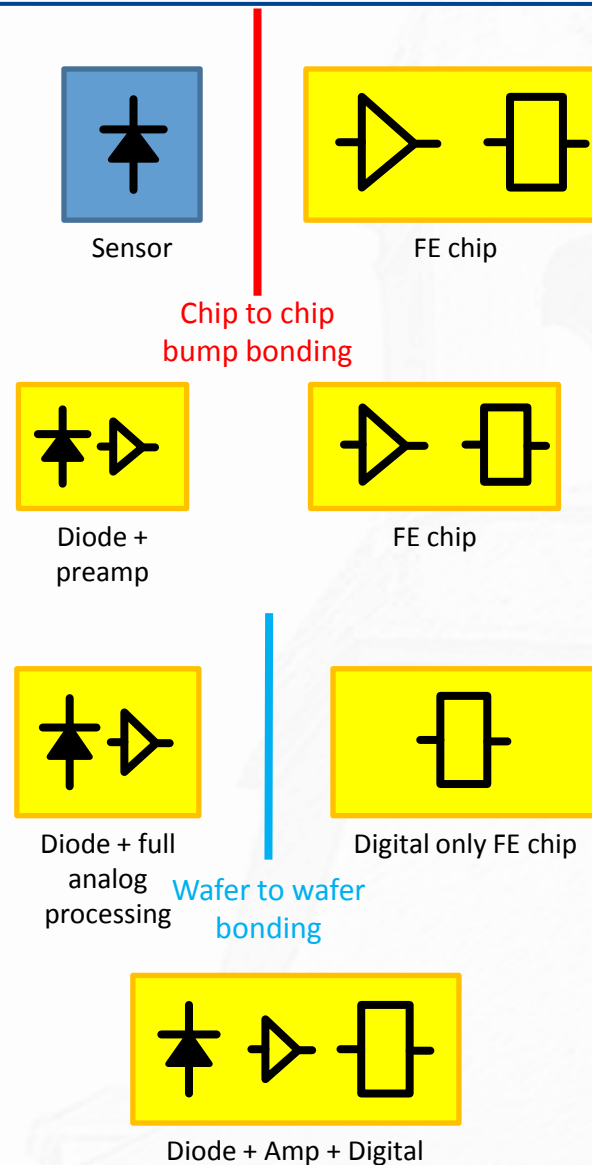 Sensor
FE chip
Chip to chip
bump bonding
Diode +
preamp
FE chip
Diode + full
analog
processing
Digital only FE chip
Wafer to wafer
bonding
Diode + Amp + Digital